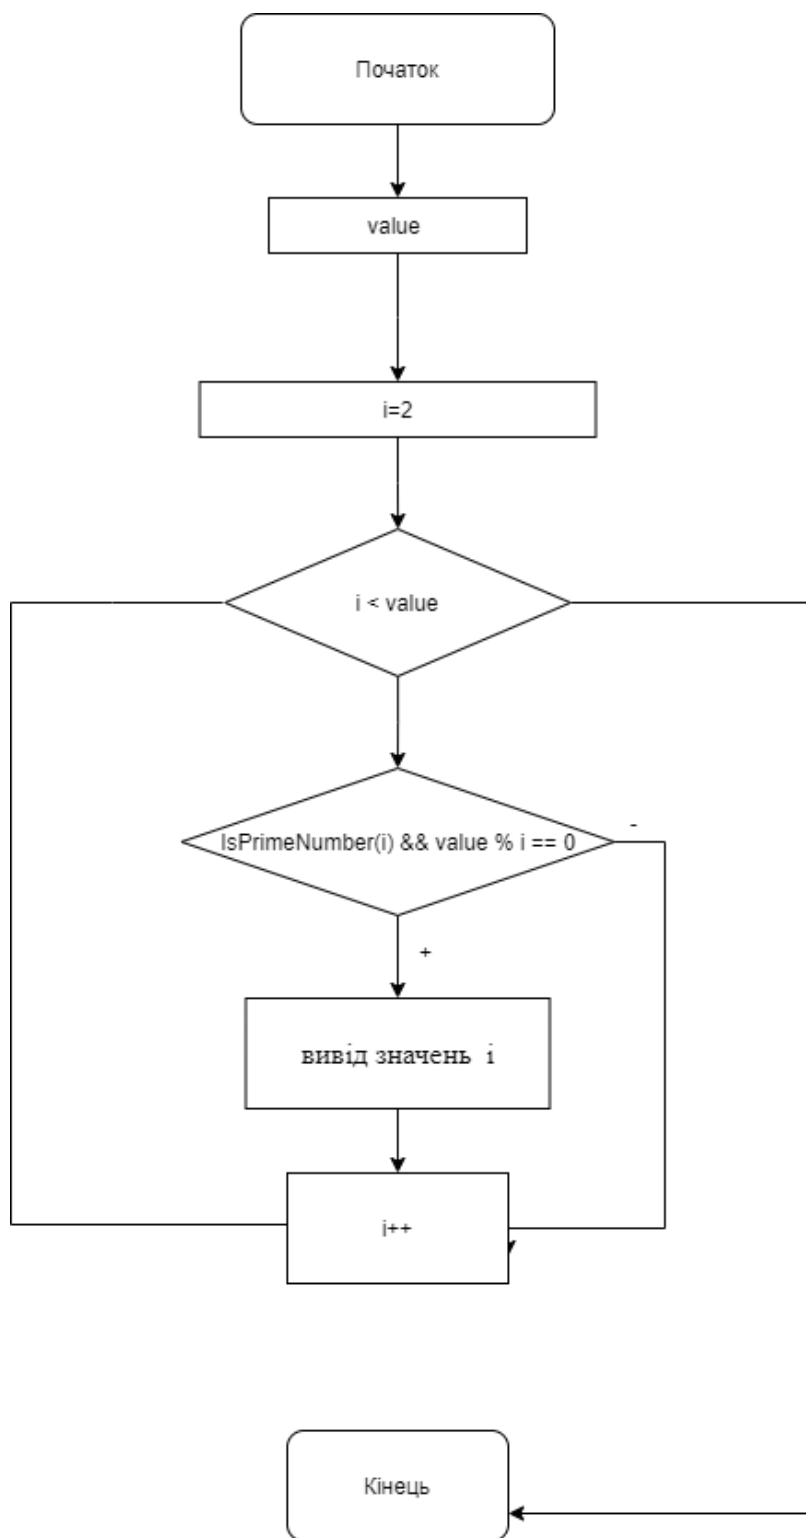 Початок
value
i=2
i < value
IsPrimeNumber(i) && value % i == 0
-
+
вивід значень і
i++
Кінець